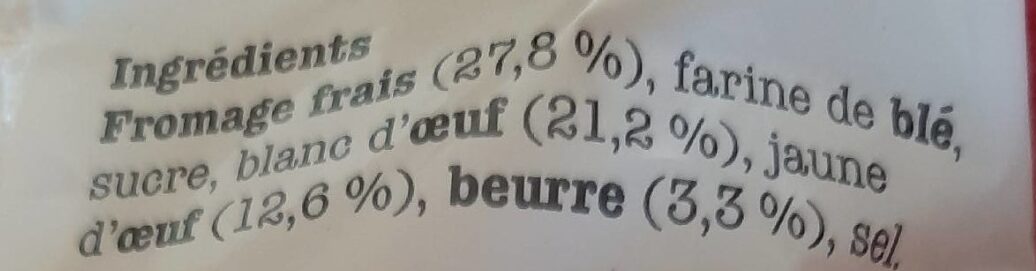 Ingrédients
Fromage frais (27,8 %), farine de blé,
sucre, blanc d'œuf (21,2 %), jaune
d'œuf (12,6 %), beurre (3,3 %), sel.